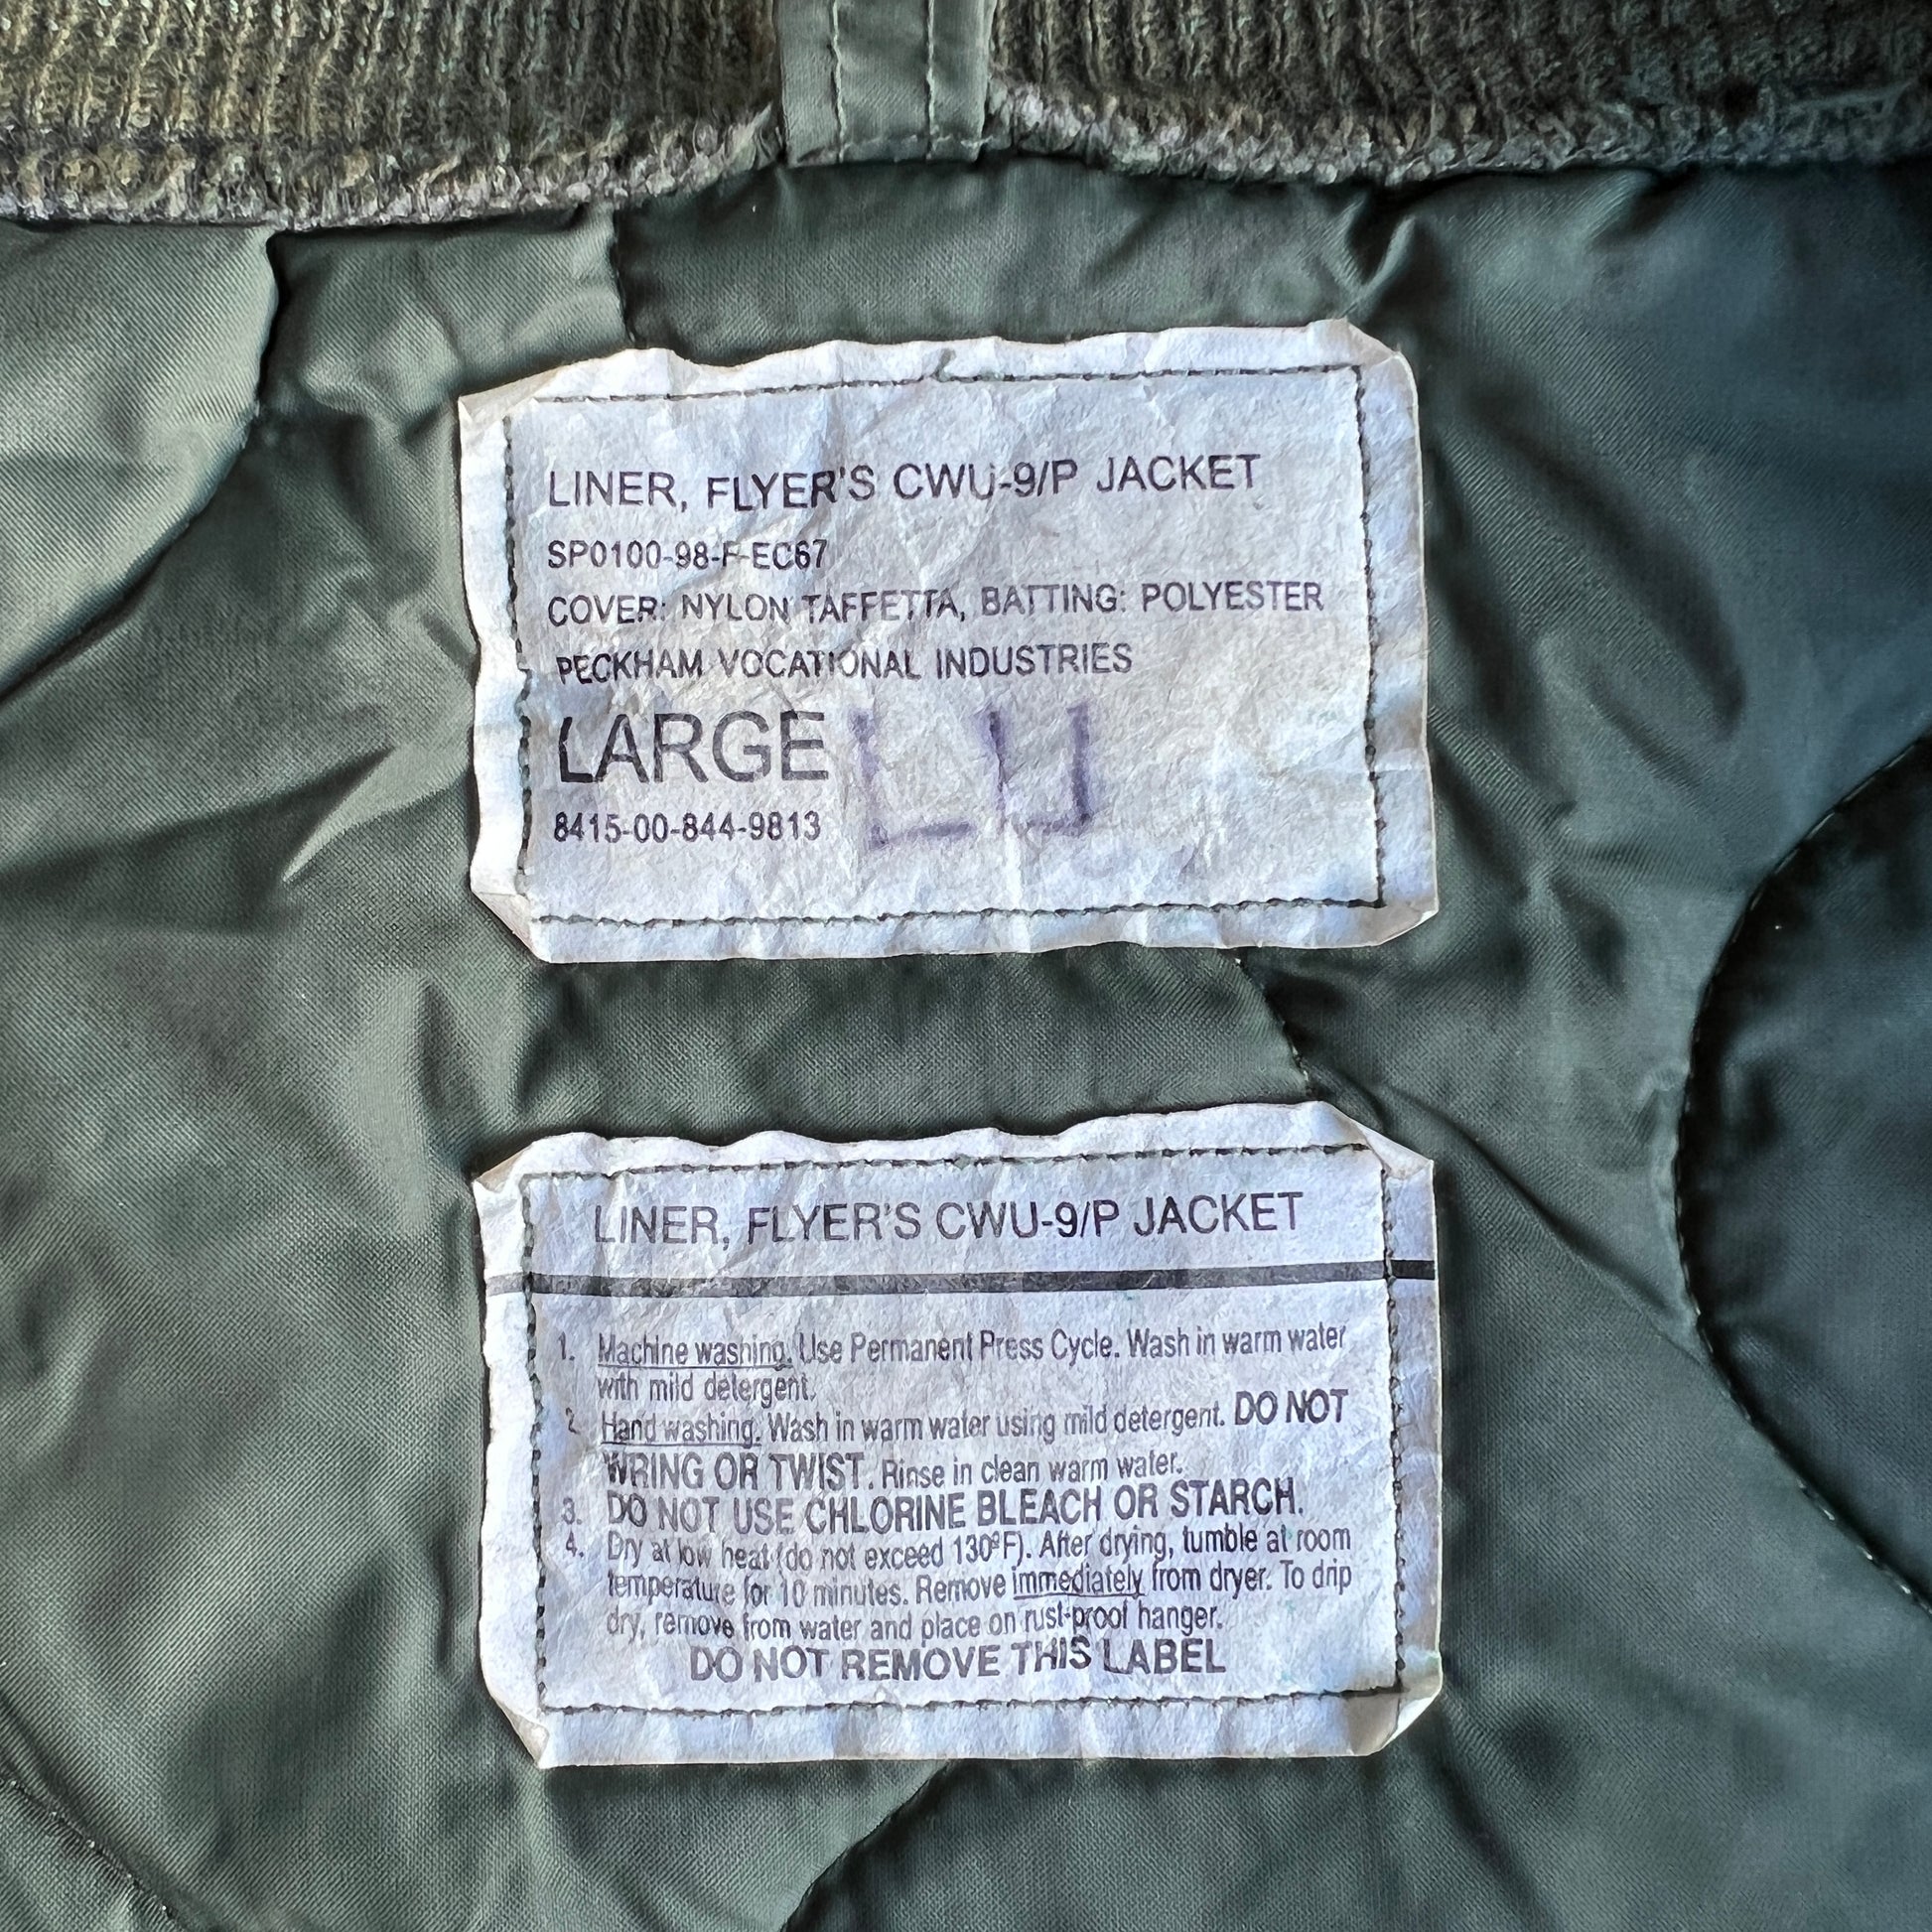 LINER, FLYER'S CWU-9/P JACKET
SP0100-98-F-EC67
COVER: NYLON TAFFETTA, BATTING: POLYESTER
PECKHAM VOCATIONAL INDUSTRIES
LARGE
8415-00-844-9813
LINER, FLYER'S CWU-9/P JACKET
1. Machine washing. Use Permanent Press Cycle. Wash in warm water
with mild detergent.
2. Hand washing. Wash in warm water using mild detergent. DO NOT
WRING OR TWIST. Rinse in clean warm water.
3. DO NOT USE CHLORINE BLEACH OR STARCH.
4. Dry at low heat (do not exceed 130ºF). After drying, tumble at room
temperature for 10 minutes. Remove immediately from dryer. To drip
dry, remove from water and place on rust-proof hanger.
DO NOT REMOVE THIS LABEL